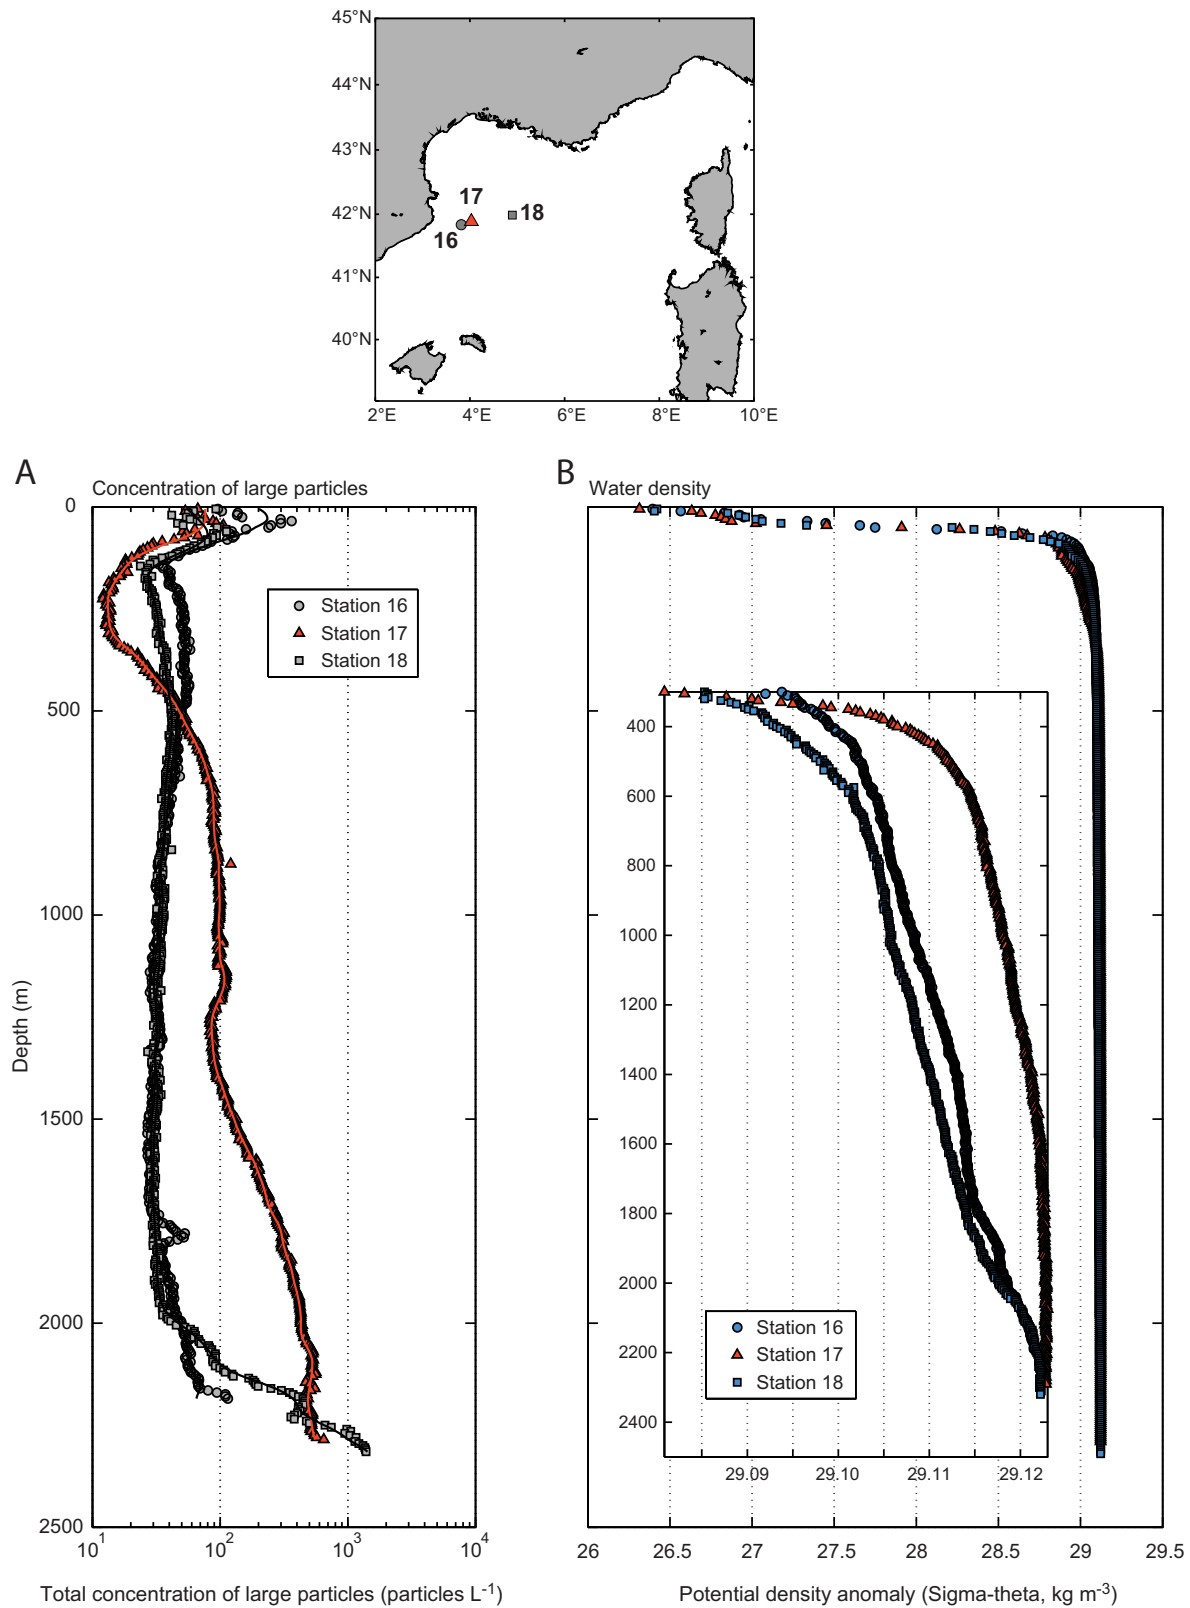 45°N
44°N
43°N
42°N
41°N
40°N
17
18
16
2°E 4°E 6°E 8°E 10°E
A
Concentration of large particles
0
500
1000
1500
2000
2500
Depth (m)
Station 16
Station 17
Station 18
10¹ 10² 10³ 10⁴
Total concentration of large particles (particles L⁻¹)
B
Water density
400
600
800
1000
1200
1400
1600
1800
2000
2200
2400
Station 16
Station 17
Station 18
29.09 29.10 29.11 29.12
26 26.5 27 27.5 28 28.5 29 29.5
Potential density anomaly (Sigma-theta, kg m⁻³)